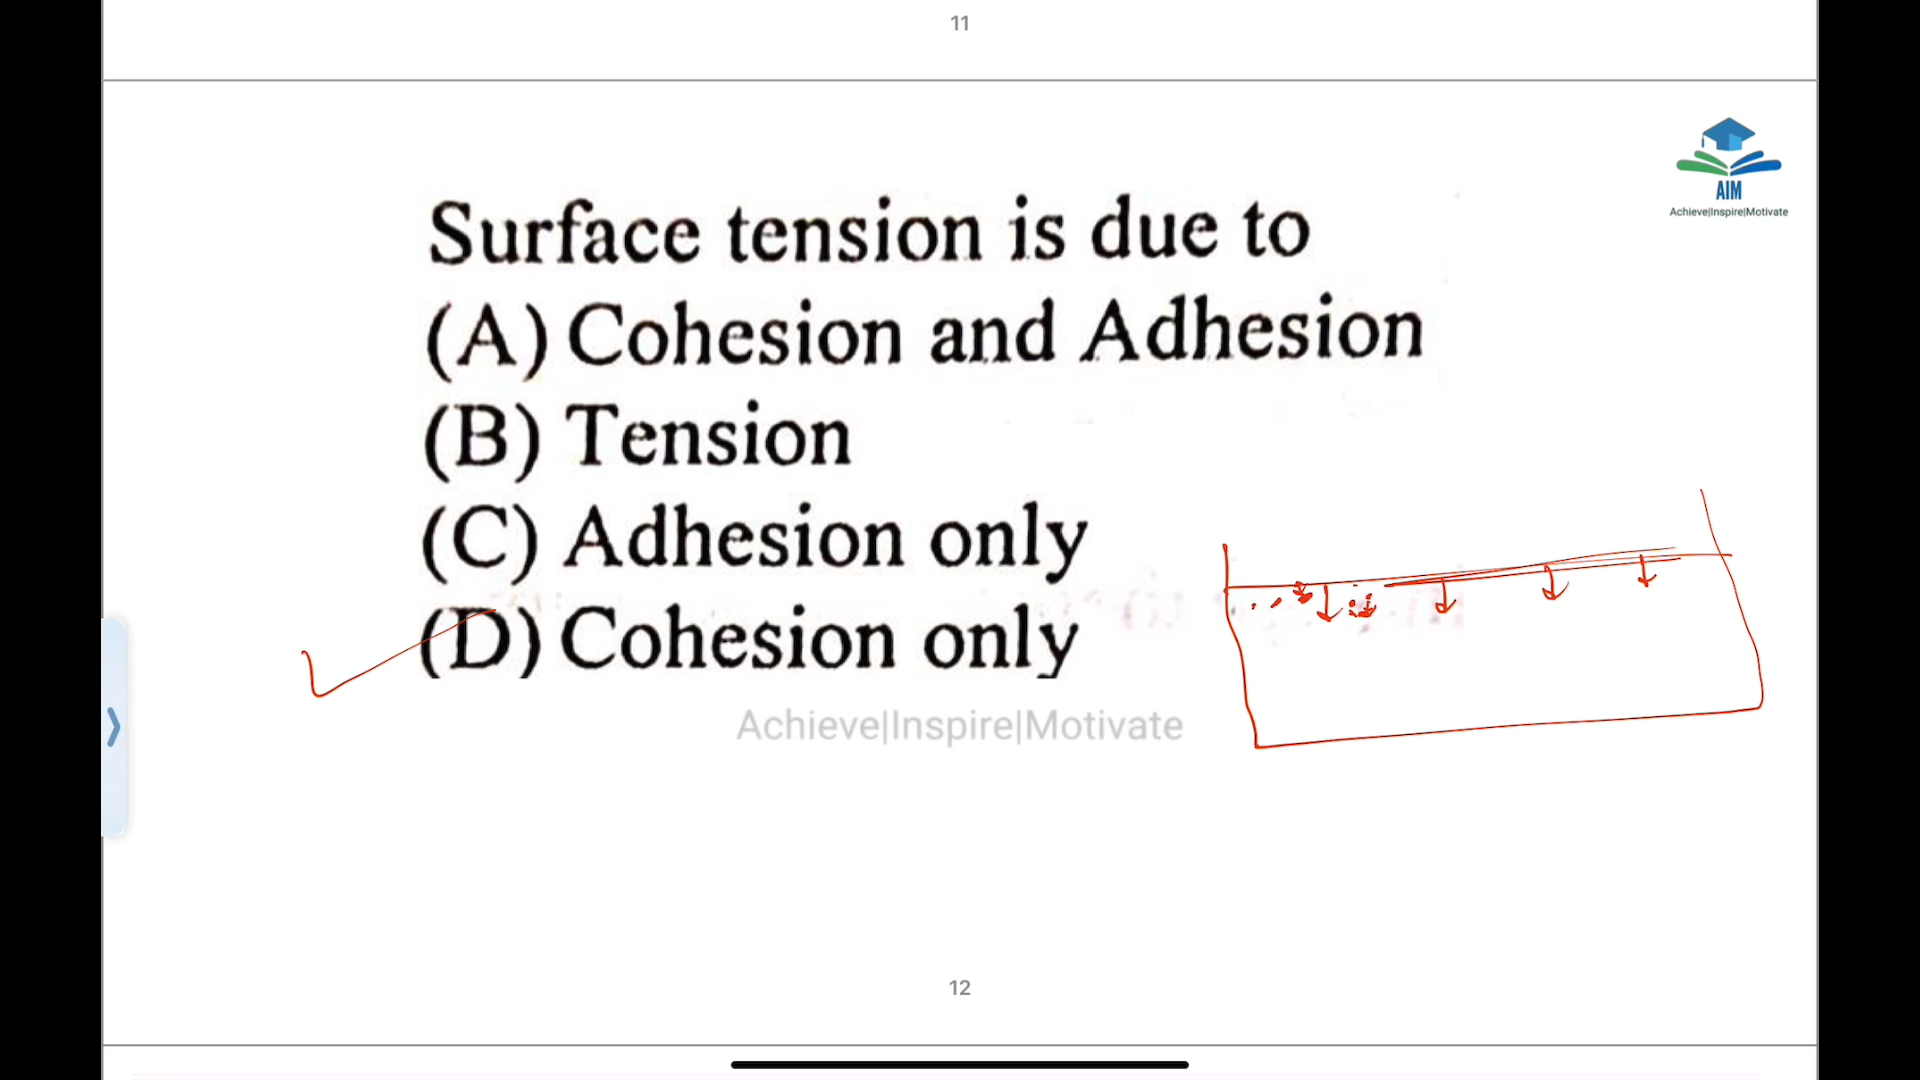 11
AIM
Achieve|Inspire|Motivate
Surface tension is due to
(A) Cohesion and Adhesion
(B) Tension
(C) Adhesion only
(D) Cohesion only
Achieve|Inspire|Motivate
12